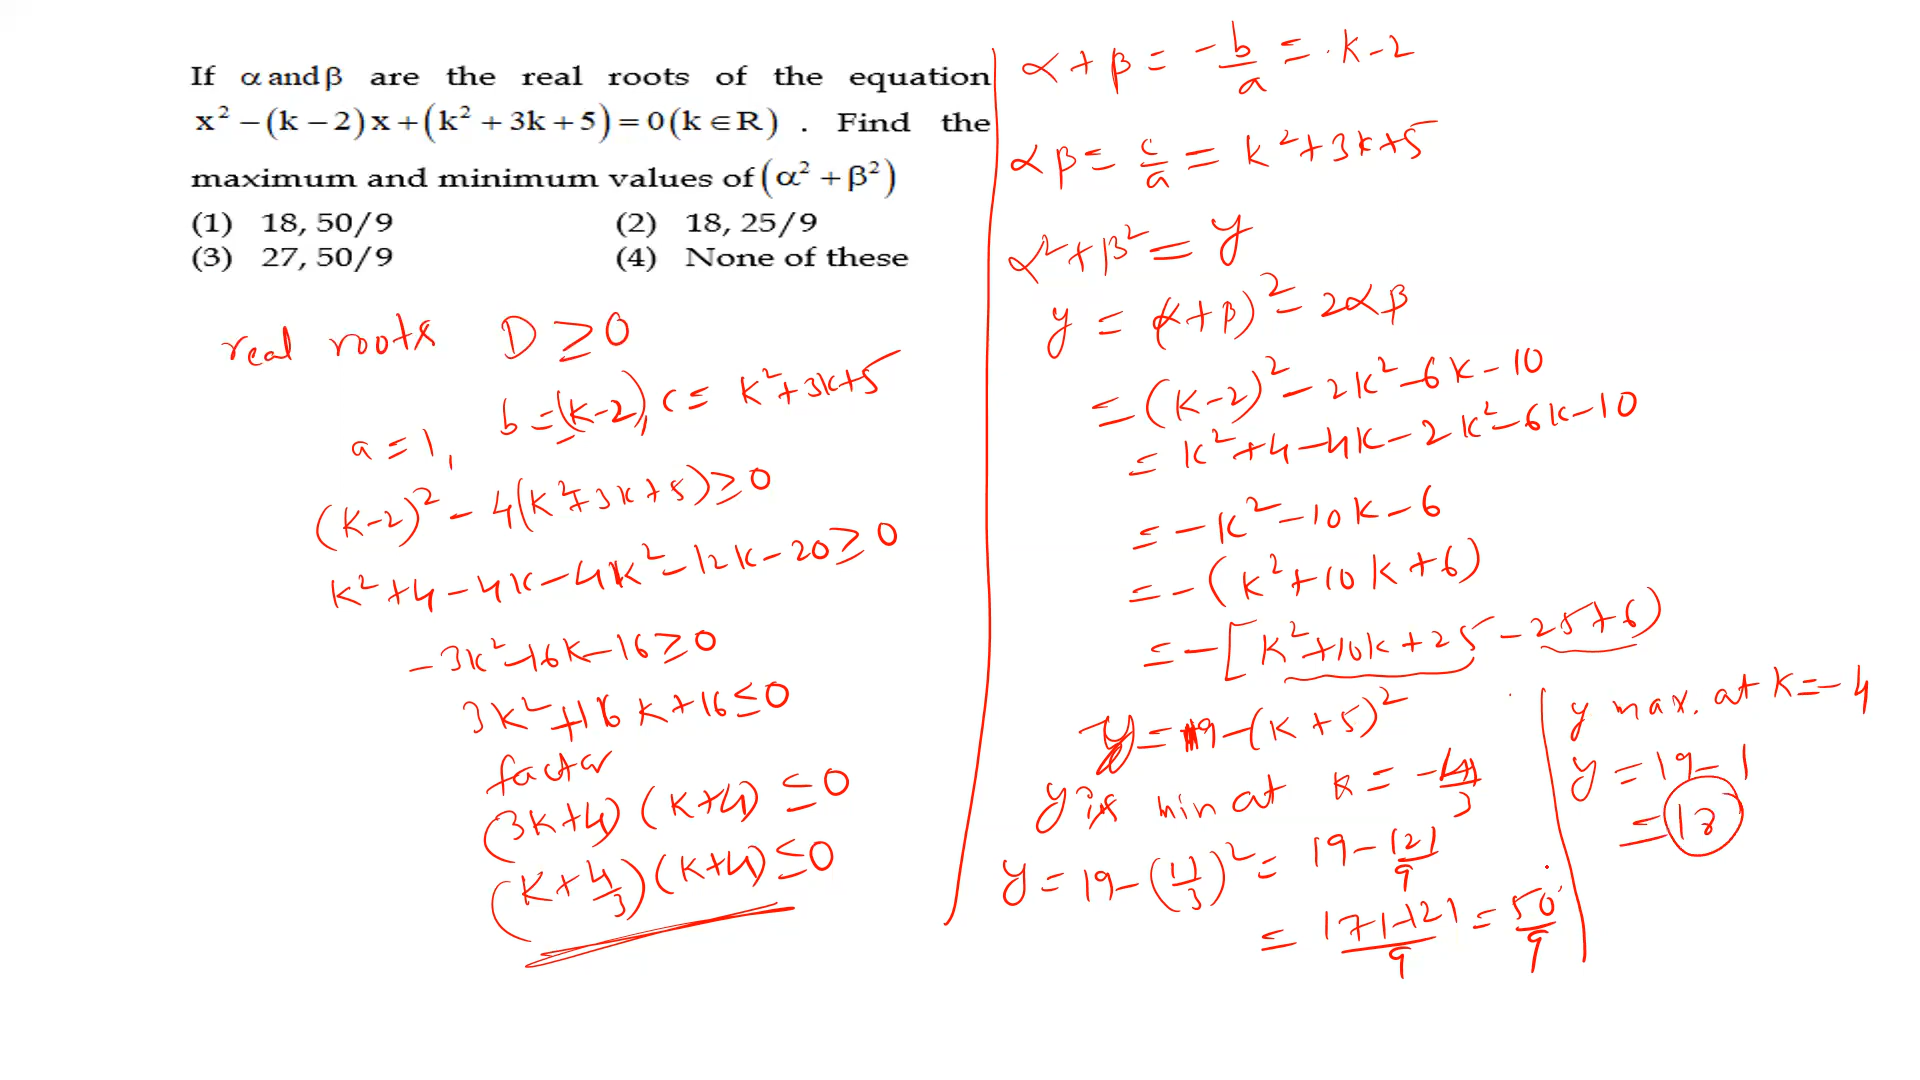 If α and β are the real roots of the equation
x² – (k – 2) x + (k² + 3k + 5) = 0 (k ∈ R) . Find the
maximum and minimum values of (α² + β²)
(1) 18, 50/9 (2) 18, 25/9
(3) 27, 50/9 (4) None of these
real roots D ≥ 0
a = 1, b = -(k-2), c = k²+3k+5
(k-2)² - 4(k²+3k+5) ≥ 0
k²+4-4k-4k²-12k-20 ≥ 0
-3k²-16k-16 ≥ 0
3k²+16k+16 ≤ 0
factor
(3k+4)(k+4) ≤ 0
(k+4/3)(k+4) ≤ 0
α+β = -b/a = k-2
αβ = c/a = k²+3k+5
α²+β² = y
y = (α+β)² - 2αβ
= (k-2)² - 2k²-6k-10
= k²+4-4k-2k²-6k-10
= -k²-10k-6
= -(k²+10k+6)
= -[k²+10k+25-25+6)
y = 19-(k+5)²
y is min at k = -4/3
y = 19-(11/3)² = 19-121/9
= 171-121/9 = 50/9
y max. at k=-4
y = 19-1
= 18